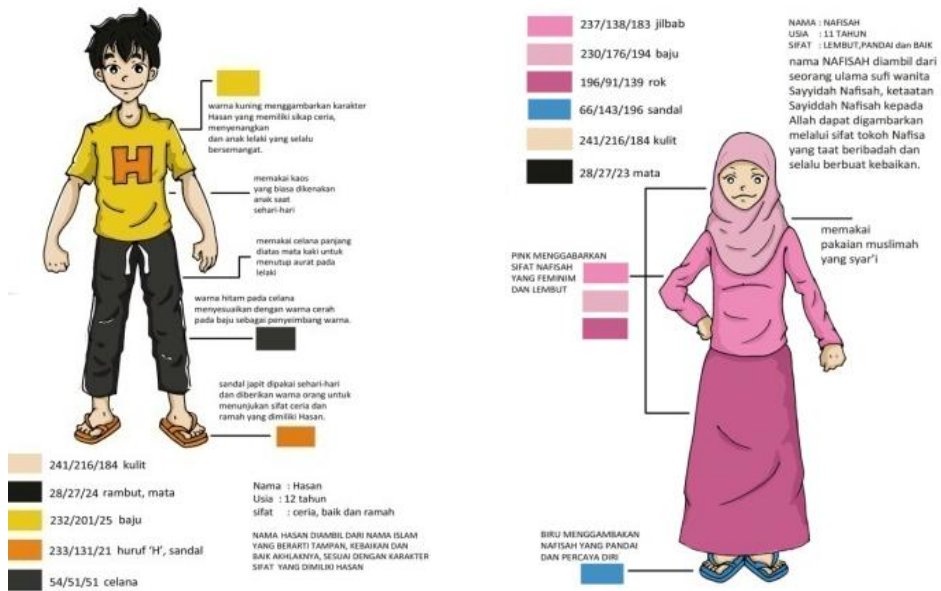 H
warna kuning menggambarkan karakter
Hasan yang memiliki sikap ceria,
menyenangkan
dan anak lelaki yang selalu
bersemangat.
memakai kaos
yang biasa dikenakan
anak saat
sehari-hari
memakai celana panjang
diatas mata kaki untuk
menutup aurat pada
lelaki
warna hitam pada celana
menyesuaikan dengan warna cerah
pada baju sebagai penyeimbang warna.
sandal japit dipakai sehari-hari
dan diberikan warna orang untuk
menunjukan sifat ceria dan
ramah yang dimiliki Hasan.
241/216/184 kulit
28/27/24 rambut, mata
232/201/25 baju
233/131/21 huruf ‘H’, sandal
54/51/51 celana
Nama : Hasan
Usia : 12 tahun
sifat : ceria, baik dan ramah
NAMA HASAN DIAMBIL DARI NAMA ISLAM
YANG BERARTI TAMPAN, KEBAIKAN DAN
BAIK AKHLAKNYA, SESUAI DENGAN KARAKTER
SIFAT YANG DIMILIKI HASAN
237/138/183 jilbab
230/176/194 baju
196/91/139 rok
66/143/196 sandal
241/216/184 kulit
28/27/23 mata
NAMA : NAFISAH
USIA : 11 TAHUN
SIFAT : LEMBUT,PANDAI dan BAIK
nama NAFISAH diambil dari
seorang ulama sufi wanita
Sayyidah Nafisah, ketaatan
Sayiddah Nafisah kepada
Allah dapat digambarkan
melalui sifat tokoh Nafisa
yang taat beribadah dan
selalu berbuat kebaikan.
memakai
pakaian muslimah
yang syar’i
PINK MENGGABARKAN
SIFAT NAFISAH
YANG FEMINIM
DAN LEMBUT
BIRU MENGGAMBAKAN
NAFISAH YANG PANDAI
DAN PERCAYA DIRI